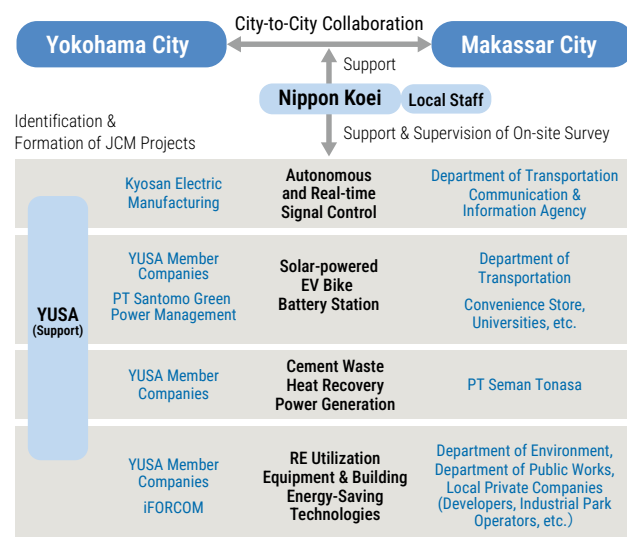 City-to-City Collaboration
Yokohama City
Makassar City
Support
Nippon Koei
Local Staff
Identification &
Formation of JCM Projects
Support & Supervision of On-site Survey
Kyosan Electric
Manufacturing
Autonomous
and Real-time
Signal Control
Department of Transportation
Communication &
Information Agency
YUSA
(Support)
YUSA Member
Companies
PT Santomo Green
Power Management
Solar-powered
EV Bike
Battery Station
Department of
Transportation
Convenience Store,
Universities, etc.
YUSA Member
Companies
Cement Waste
Heat Recovery
Power Generation
PT Seman Tonasa
YUSA Member
Companies
iFORCOM
RE Utilization
Equipment & Building
Energy-Saving
Technologies
Department of Environment,
Department of Public Works,
Local Private Companies
(Developers, Industrial Park
Operators, etc.)